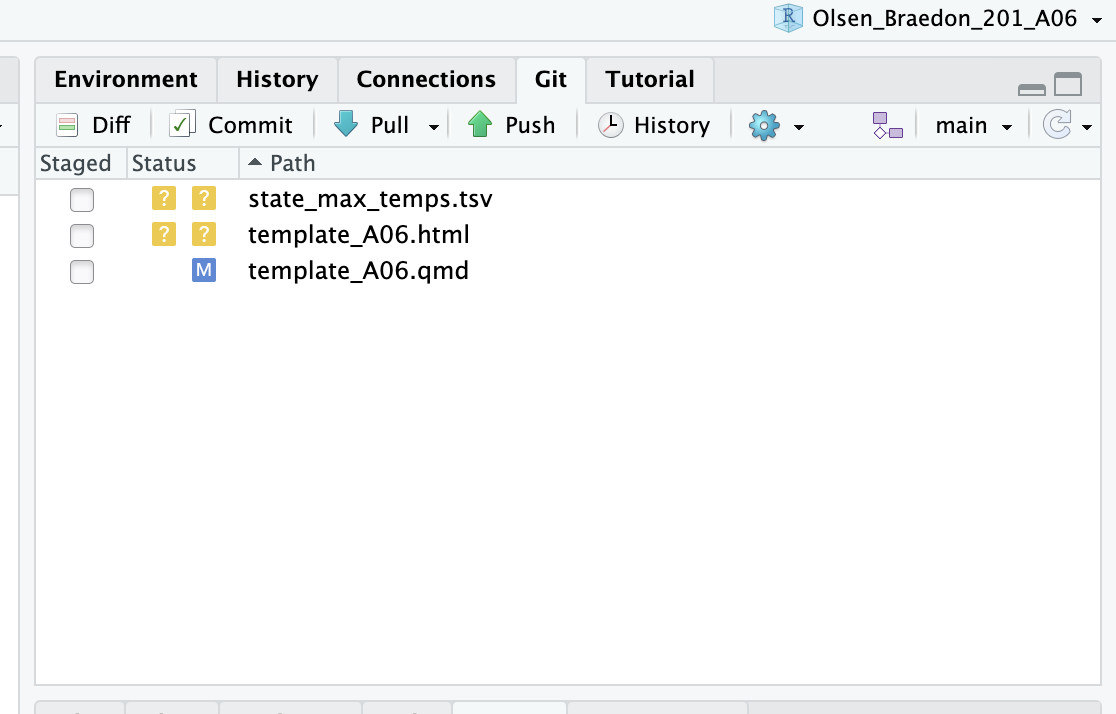 Olsen_Braedon_201_A06
Environment History Connections Git Tutorial
Diff Commit Pull Push History main
Staged Status Path
? ? state_max_temps.tsv
? ? template_A06.html
M template_A06.qmd